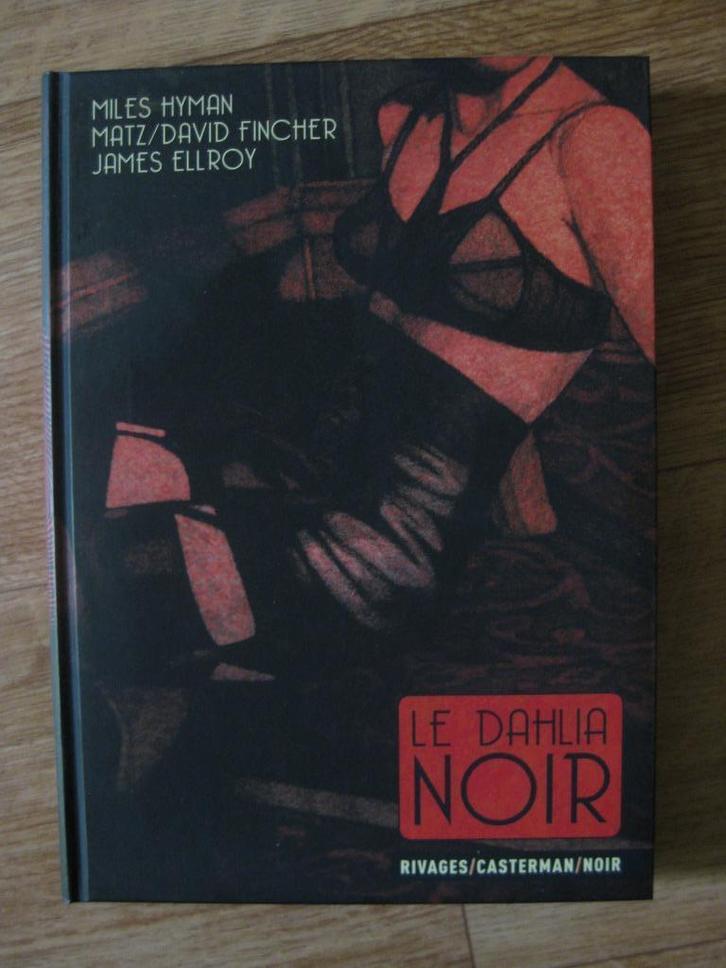 MILES HYMAN
MATZ/DAVID FINCHER
JAMES ELLROY
LE DAHLIA
NOIR
RIVAGES/CASTERMAN/NOIR